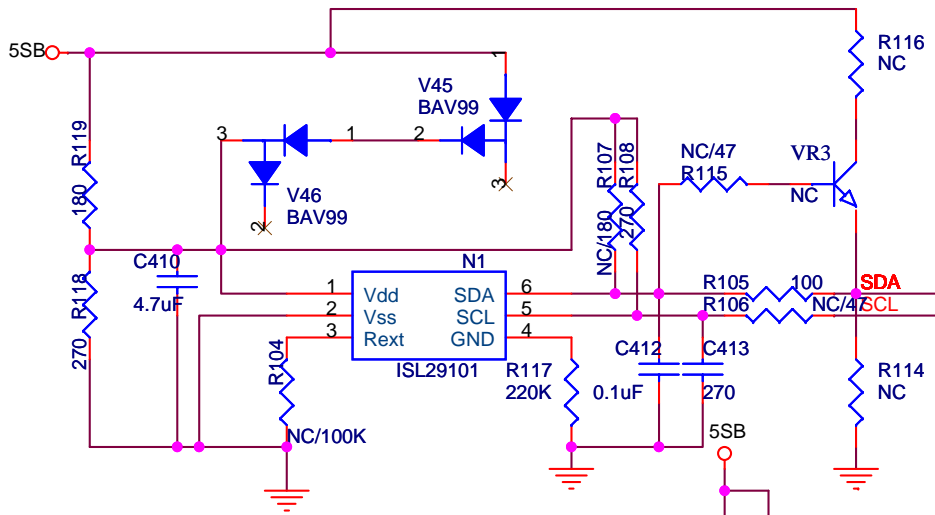 5SB
R116
NC
1
V45
BAV99
3
1
2
R119
180
V46
BAV99
2
3
R107
NC/180
R108
270
NC/47
R115
VR3
NC
C410
4.7uF
R118
270
N1
1
2
3
Vdd
Vss
Rext
SDA
SCL
GND
6
5
4
ISL29101
R105
100
SDA
R106
NC/47
SCL
R104
NC/100K
R117
220K
C412
0.1uF
C413
270
R114
NC
5SB